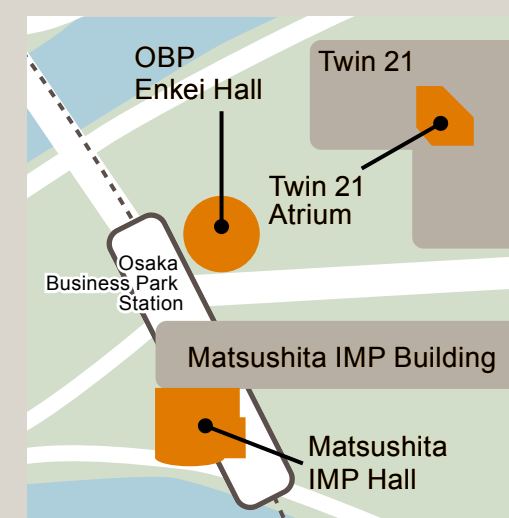 OBP
Enkei Hall
Twin 21
Twin 21
Atrium
Osaka
Business Park
Station
Matsushita IMP Building
Matsushita
IMP Hall